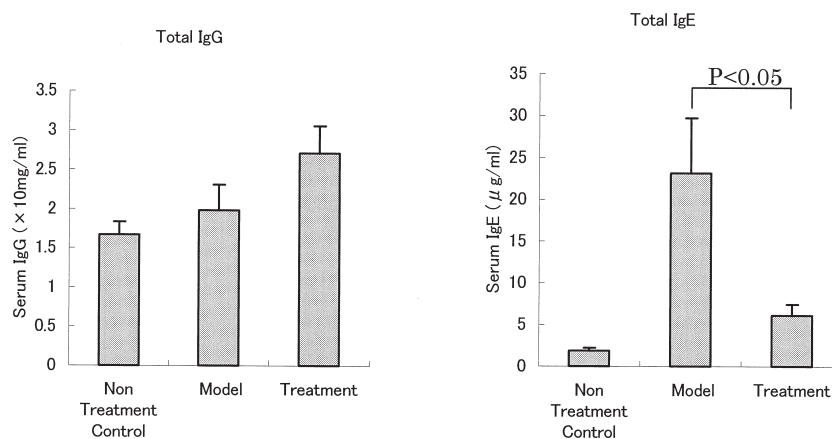 Total IgG
Serum IgG (×10mg/ml)
3.5
3
2.5
2
1.5
1
0.5
0
Non
Treatment
Control
Model
Treatment
Total IgE
Serum IgE (μg/ml)
35
30
25
20
15
10
5
0
P<0.05
Non
Treatment
Control
Model
Treatment